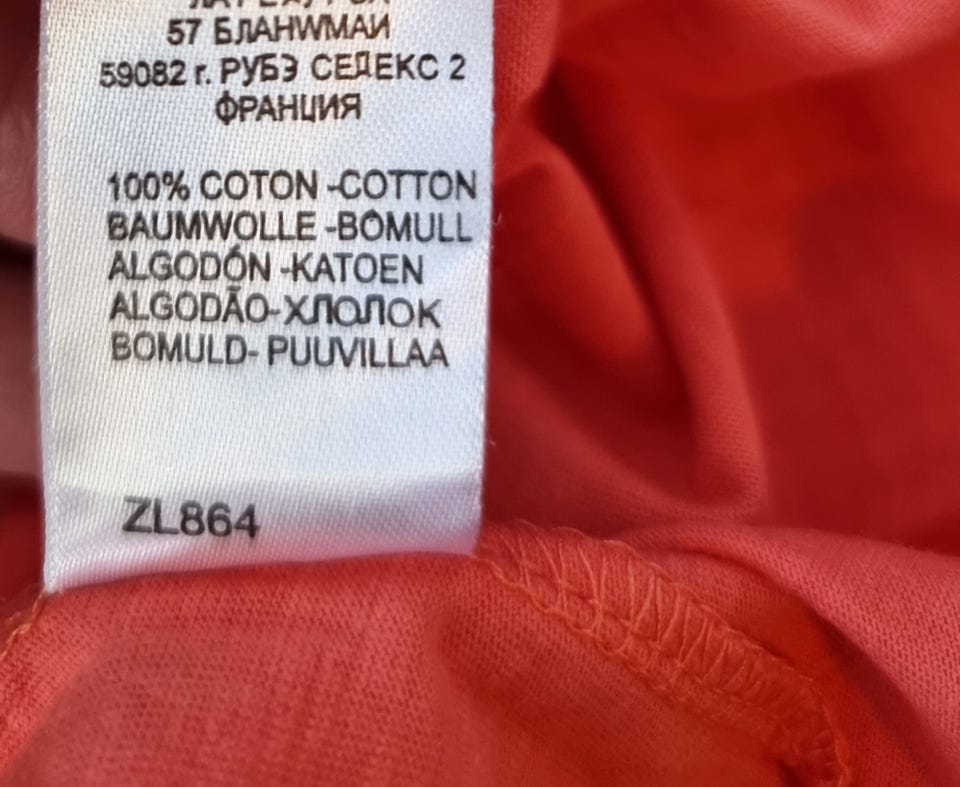 57 БЛАНШМАЙ
59082 г. РУБЭ СЕДЕКС 2
ФРАНЦИЯ
100% COTON -COTTON
BAUMWOLLE -BOMULL
ALGODÓN -KATOEN
ALGODÃO-ХЛОПОК
BOMULD- PUUVILLAA
ZL864